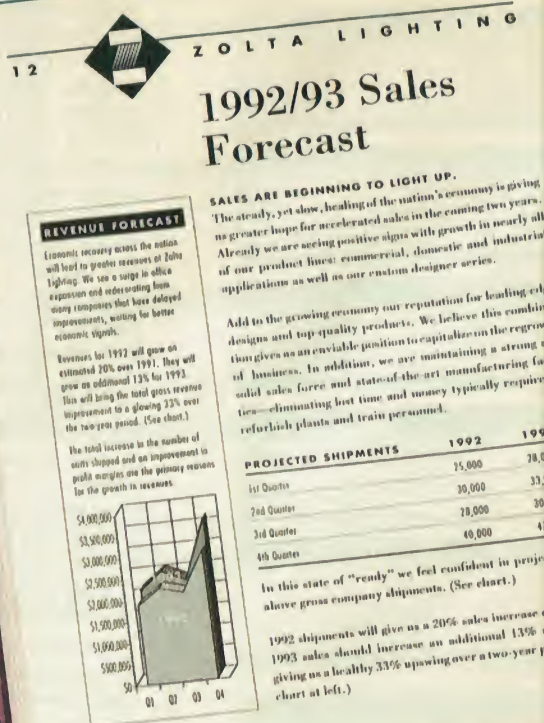 12
ZOLTA LIGHTING
1992/93 Sales
Forecast
REVENUE FORECAST
Economic recovery across the nation
will lead to greater revenues at Zolta
Lighting. We see a surge in office
expansion and redecorating from
many companies that have delayed
improvements, waiting for better
economic signals.
Revenues for 1992 will grow an
estimated 20% over 1991. They will
grow an additional 13% for 1993.
This will bring the total gross revenue
improvement to a glowing 33% over
the two-year period. (See chart.)
The total increase in the number of
units shipped and an improvement in
profit margins are the primary reasons
for the growth in revenues.
$4,000,000
$3,500,000
$3,000,000
$2,500,000
$2,000,000
$1,500,000
$1,000,000
$500,000
$0
Q1 Q2 Q3 Q4
SALES ARE BEGINNING TO LIGHT UP.
The steady, yet slow, healing of the nation's economy is giving
us greater hope for accelerated sales in the coming two years.
Already we are seeing positive signs with growth in nearly all
of our product lines: commercial, domestic and industrial
applications as well as our custom designer series.
Add to the growing economy our reputation for leading-ed
designs and top-quality products. We believe this combin
tion gives us an enviable position to capitalize on the regrow
of business. In addition, we are maintaining a strong
solid sales force and state-of-the-art manufacturing fa
ties—eliminating lost time and money typically require
refurbish plants and train personnel.
PROJECTED SHIPMENTS 1992 199
1st Quarter 25,000 28,0
2nd Quarter 30,000 33,
3rd Quarter 28,000 30
4th Quarter 40,000 4
In this state of "ready" we feel confident in proje
above gross company shipments. (See chart.)
1992 shipments will give us a 20% sales increase
1993 sales should increase an additional 13%
giving us a healthy 33% upswing over a two-year p
chart at left.)